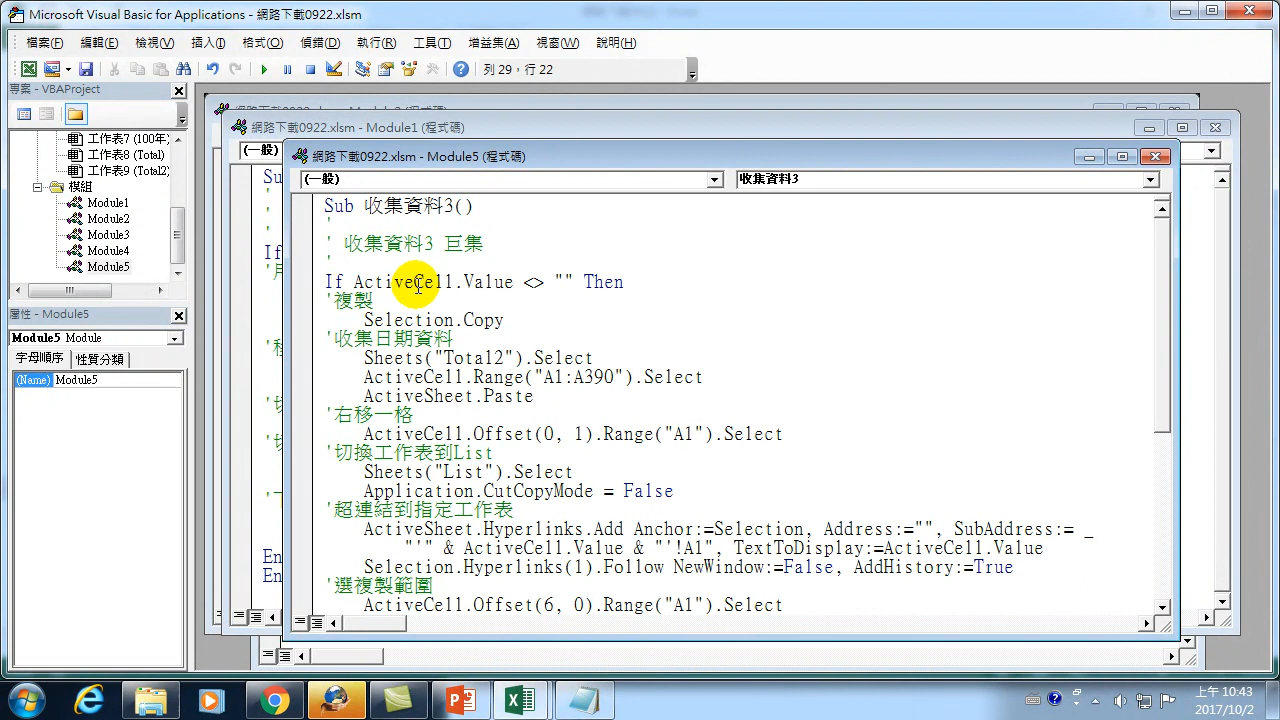 Microsoft Visual Basic for Applications - 網路下載0922.xlsm
檔案(F) 編輯(E) 檢視(V) 插入(I) 格式(O) 偵錯(D) 執行(R) 工具(T) 增益集(A) 視窗(W) 說明(H)
列 29，行 22
專案 - VBAProject
工作表7 (100年)
工作表8 (Total)
工作表9 (Total2)
模組
Module1
Module2
Module3
Module4
Module5
屬性 - Module5
Module5 Module
字母順序 性質分類
(Name) Module5
網路下載0922.xlsm - Module1 (程式碼)
(一般)
Su
'
'
'
If
En
En
網路下載0922.xlsm - Module5 (程式碼)
(一般) 收集資料3
Sub 收集資料3()
'
' 收集資料3 巨集
'
If ActiveCell.Value <> "" Then
'複製
Selection.Copy
'收集日期資料
Sheets("Total2").Select
ActiveCell.Range("A1:A390").Select
ActiveSheet.Paste
'右移一格
ActiveCell.Offset(0, 1).Range("A1").Select
'切換工作表到List
Sheets("List").Select
Application.CutCopyMode = False
'超連結到指定工作表
ActiveSheet.Hyperlinks.Add Anchor:=Selection, Address:="", SubAddress:= _
"'" & ActiveCell.Value & "'!A1", TextToDisplay:=ActiveCell.Value
Selection.Hyperlinks(1).Follow NewWindow:=False, AddHistory:=True
'選複製範圍
ActiveCell.Offset(6, 0).Range("A1").Select
上午 10:43
2017/10/2